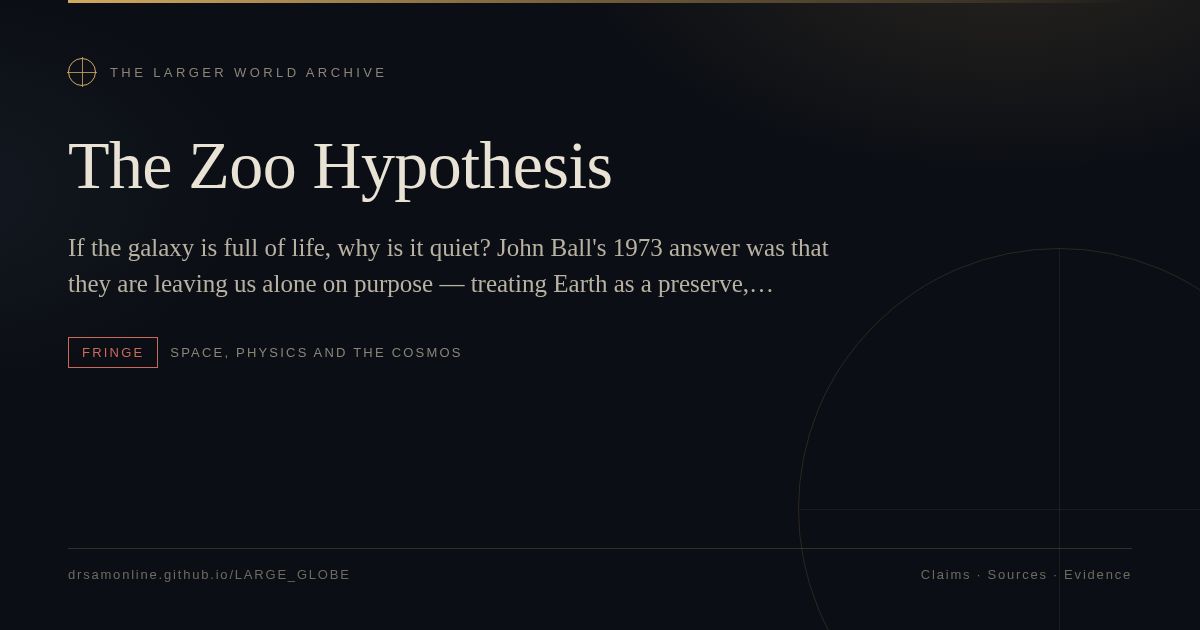 THE LARGER WORLD ARCHIVE
The Zoo Hypothesis
If the galaxy is full of life, why is it quiet? John Ball's 1973 answer was that
they are leaving us alone on purpose — treating Earth as a preserve,…
FRINGE SPACE, PHYSICS AND THE COSMOS
drsamonline.github.io/LARGE_GLOBE
Claims · Sources · Evidence